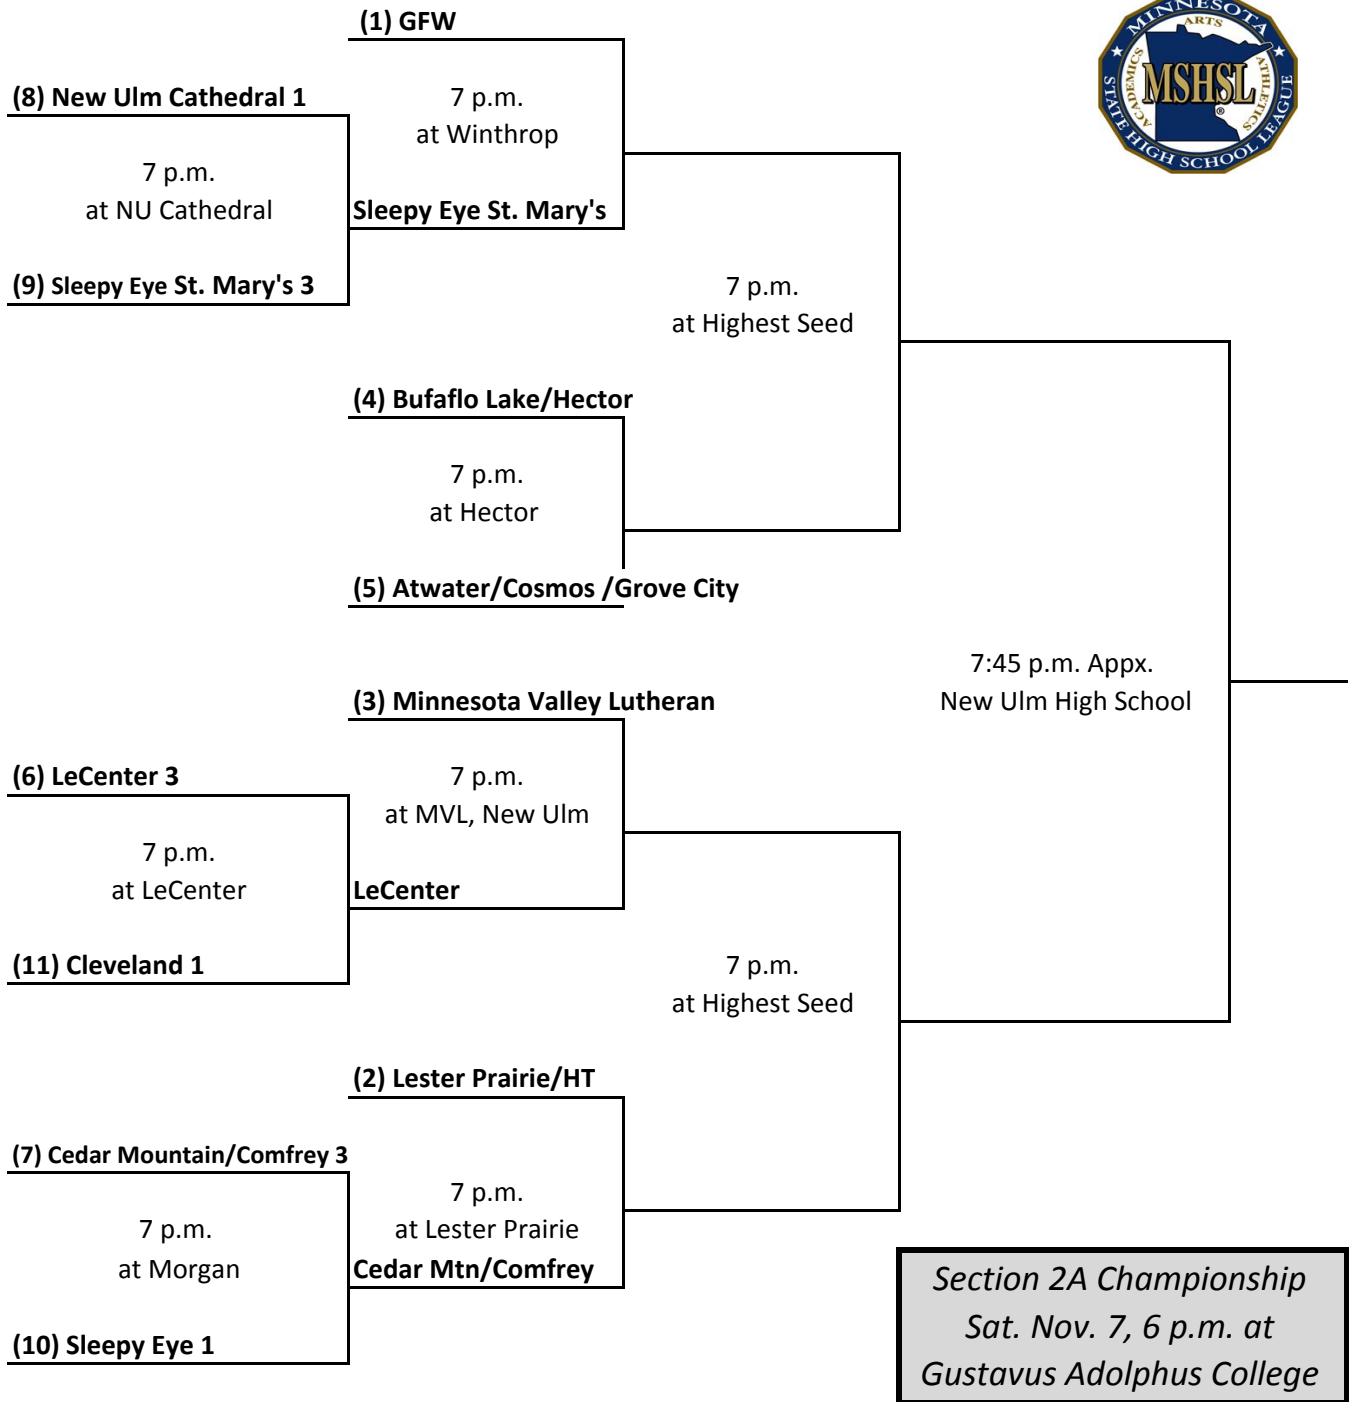 (1) GFW
MINNESOTA
STATE HIGH SCHOOL LEAGUE
ACADEMICS
ARTS
ATHLETICS
MSHSL
®
(8) New Ulm Cathedral 1
7 p.m.
at Winthrop
7 p.m.
at NU Cathedral
Sleepy Eye St. Mary's
(9) Sleepy Eye St. Mary's 3
7 p.m.
at Highest Seed
(4) Bufaflo Lake/Hector
7 p.m.
at Hector
(5) Atwater/Cosmos /Grove City
7:45 p.m. Appx.
New Ulm High School
(3) Minnesota Valley Lutheran
(6) LeCenter 3
7 p.m.
at MVL, New Ulm
7 p.m.
at LeCenter
LeCenter
(11) Cleveland 1
7 p.m.
at Highest Seed
(2) Lester Prairie/HT
(7) Cedar Mountain/Comfrey 3
7 p.m.
at Lester Prairie
7 p.m.
at Morgan
Cedar Mtn/Comfrey
(10) Sleepy Eye 1
Section 2A Championship
Sat. Nov. 7, 6 p.m. at
Gustavus Adolphus College